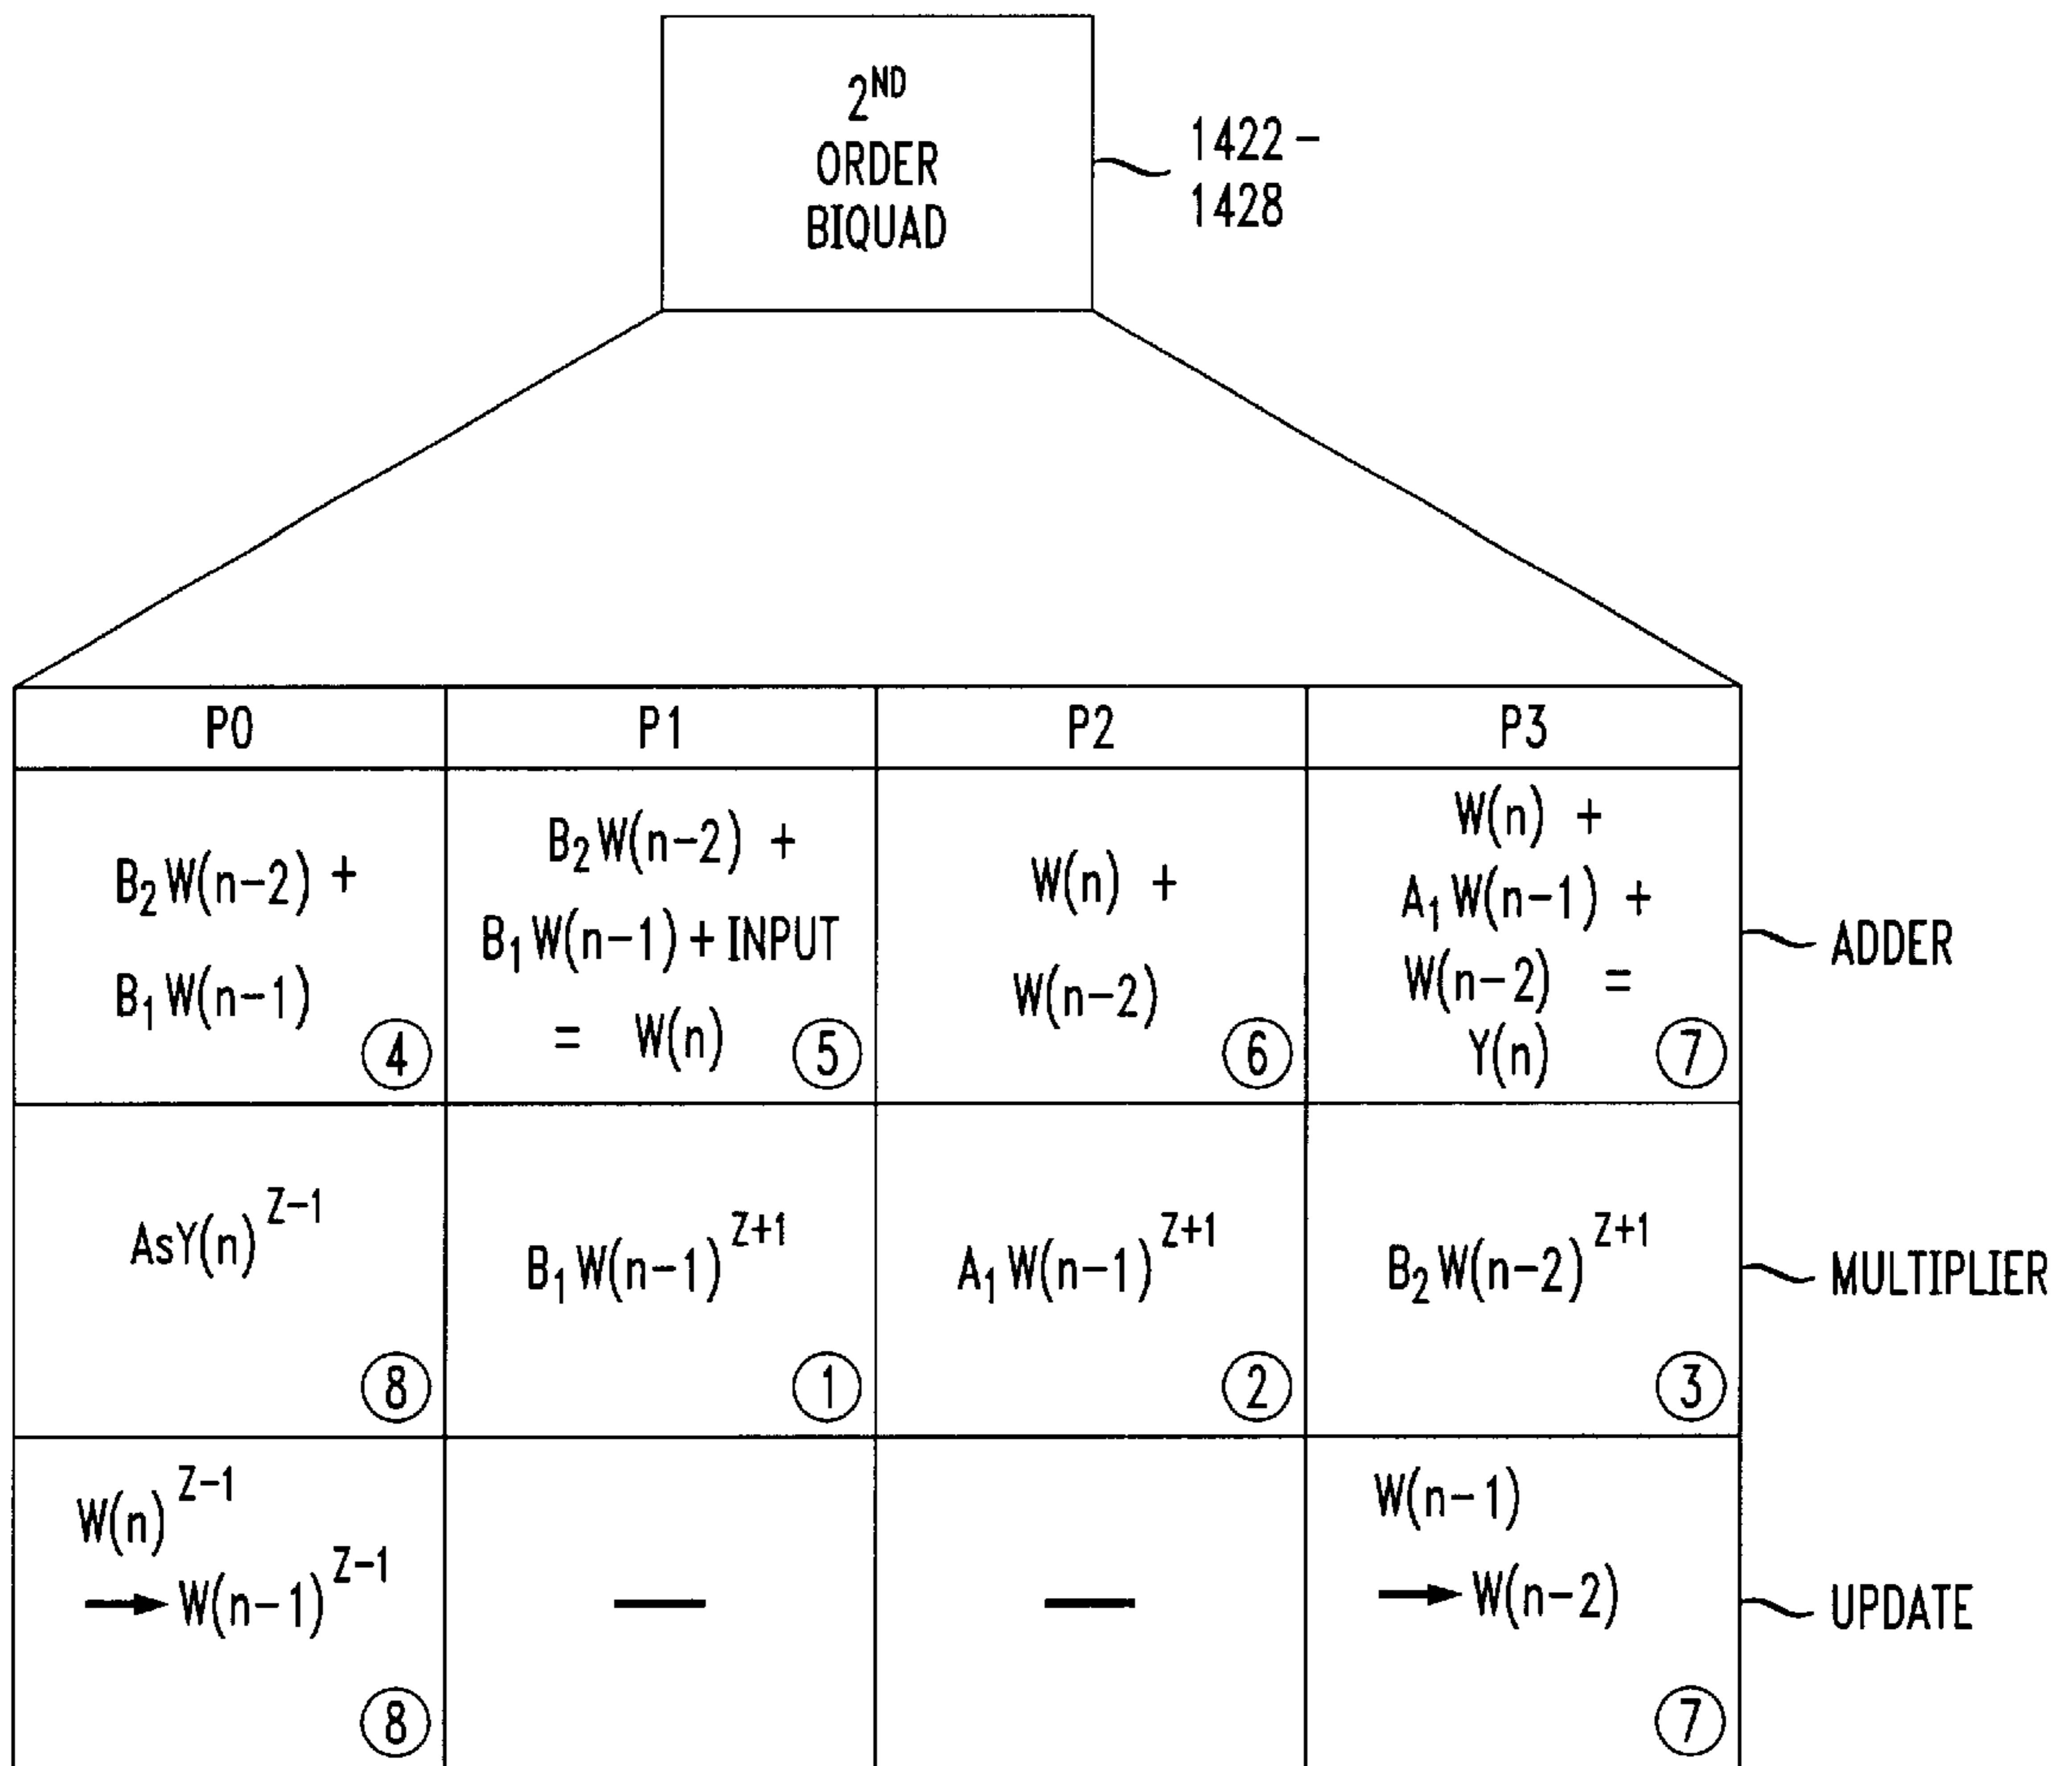 2ND
ORDER
BIQUAD
1422-
1428
P0 P1 P2 P3
B2W(n-2) +
B1W(n-1)
④
B2W(n-2) +
B1W(n-1)+INPUT
= W(n)
⑤
W(n) +
W(n-2)
⑥
W(n) +
A1W(n-1) +
W(n-2) =
Y(n)
⑦
ADDER
AsY(n)Z-1
⑧
B1W(n-1)Z+1
①
A1W(n-1)Z+1
②
B2W(n-2)Z+1
③
MULTIPLIER
W(n)Z-1
→W(n-1)Z-1
⑧
—
—
W(n-1)
→W(n-2)
⑦
UPDATE